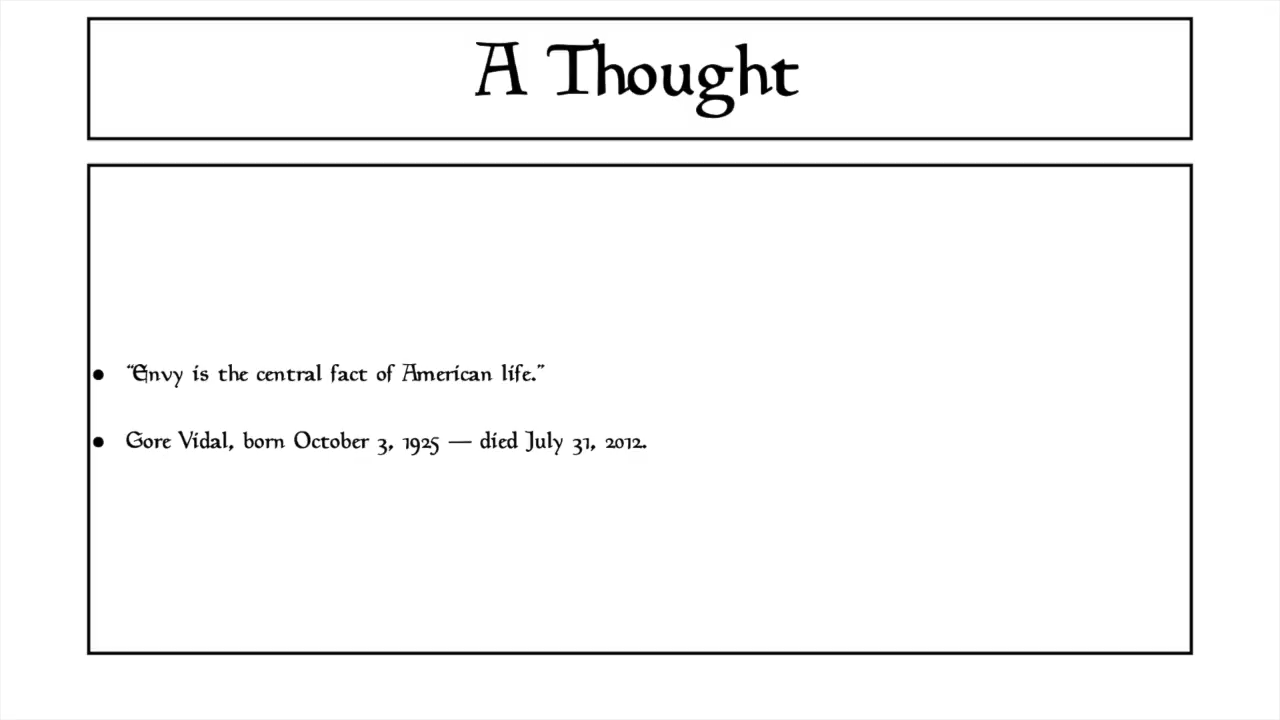 A Thought
• “Envy is the central fact of American life.”
• Gore Vidal, born October 3, 1925 — died July 31, 2012.